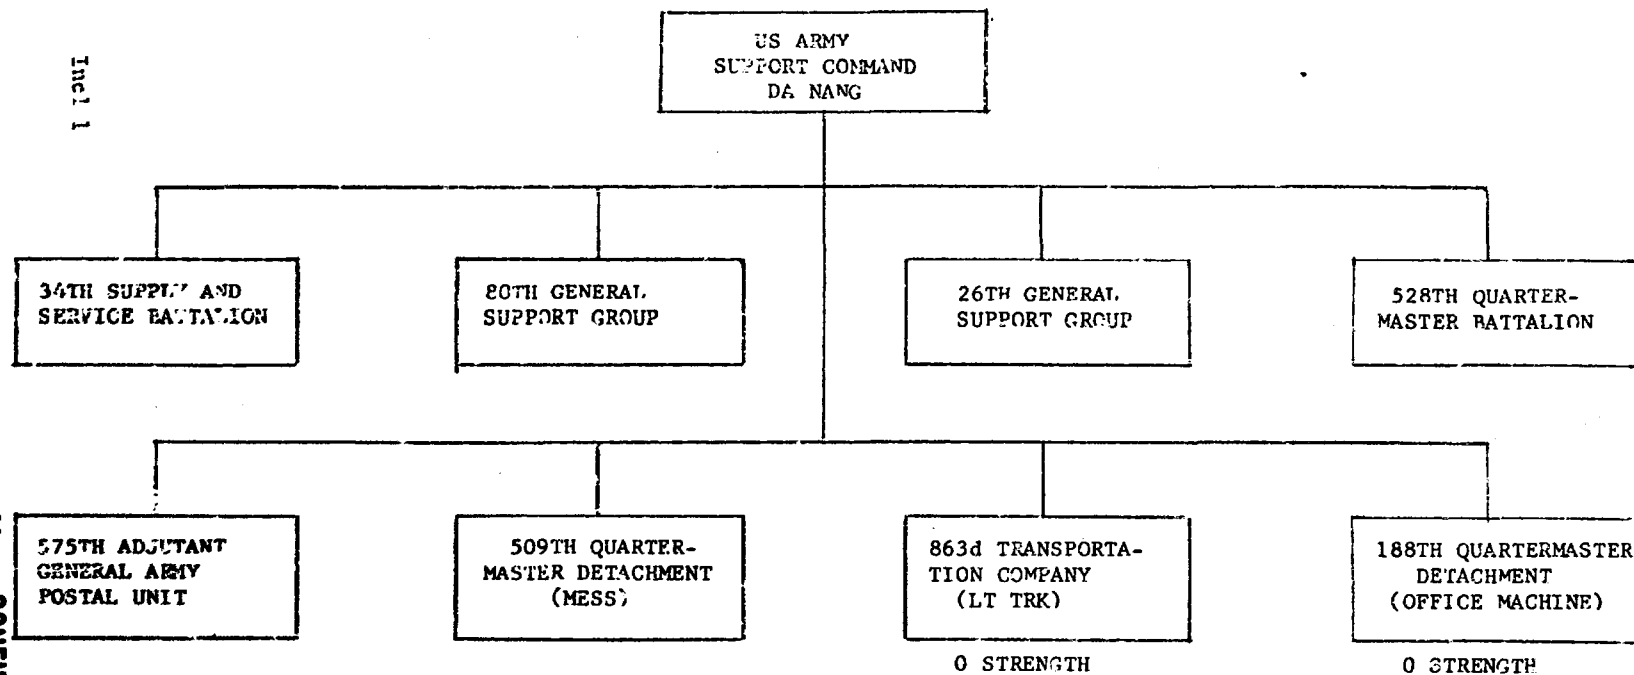 Incl 1
US ARMY
SUPPORT COMMAND
DA NANG
34TH SUPPLY AND
SERVICE BATTALION
80TH GENERAL
SUPPORT GROUP
26TH GENERAL
SUPPORT GROUP
528TH QUARTER-
MASTER BATTALION
575TH ADJUTANT
GENERAL ARMY
POSTAL UNIT
509TH QUARTER-
MASTER DETACHMENT
(MESS)
863d TRANSPORTA-
TION COMPANY
(LT TRK)
0 STRENGTH
188TH QUARTERMASTER
DETACHMENT
(OFFICE MACHINE)
0 STRENGTH